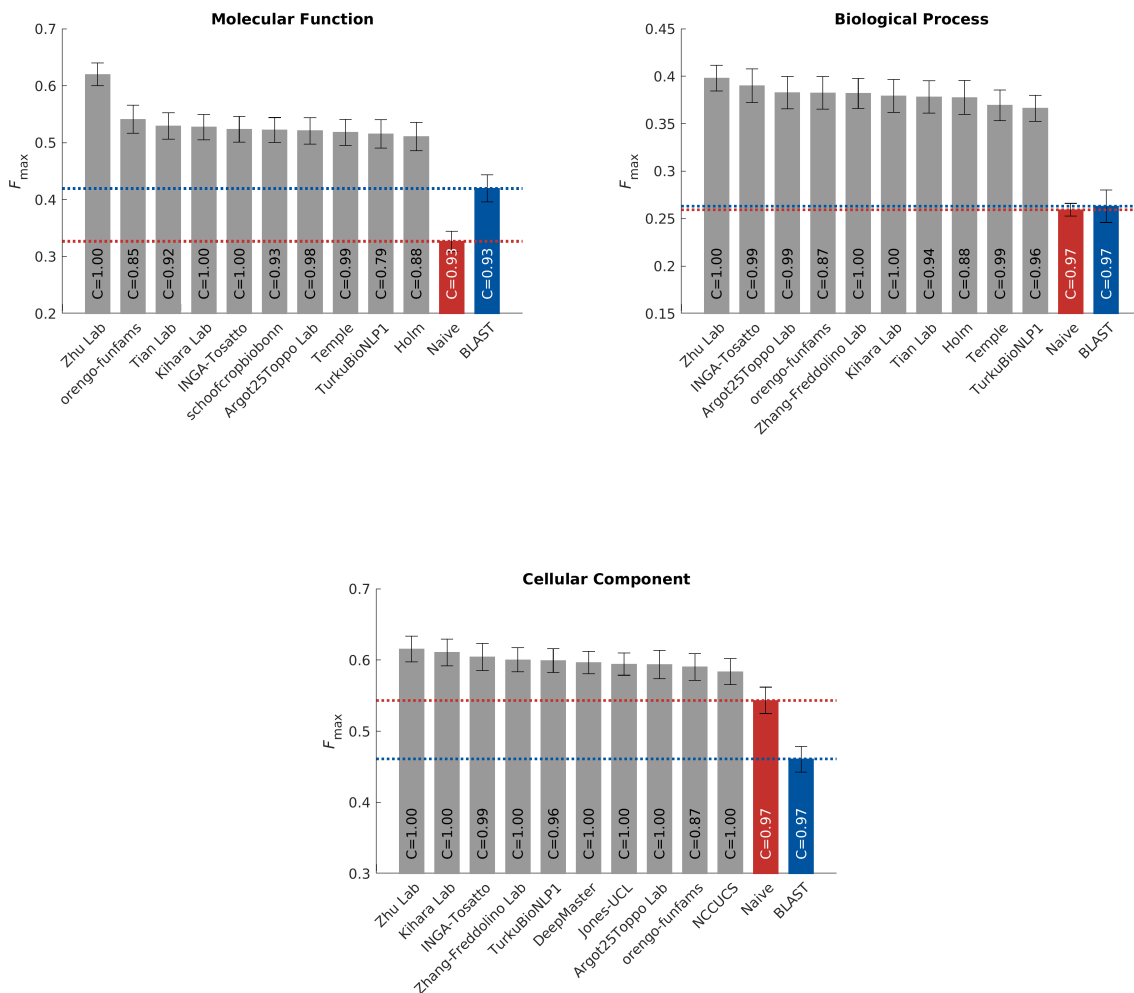 Molecular Function
0.7
0.6
0.5
0.4
0.3
0.2
Fmax
C=1.00
C=0.85
C=0.92
C=1.00
C=1.00
C=0.93
C=0.98
C=0.99
C=0.79
C=0.88
C=0.93
C=0.93
Zhu Lab
orengo-funfams
Tian Lab
Kihara Lab
INGA-Tosatto
schoofcropbiobonn
Argot25Toppo Lab
Temple
TurkuBioNLP1
Holm
Naive
BLAST
Biological Process
0.45
0.4
0.35
0.3
0.25
0.2
0.15
Fmax
C=1.00
C=0.99
C=0.99
C=0.87
C=1.00
C=1.00
C=0.94
C=0.88
C=0.99
C=0.96
C=0.97
C=0.97
Zhu Lab
INGA-Tosatto
Argot25Toppo Lab
orengo-funfams
Zhang-Freddolino Lab
Kihara Lab
Tian Lab
Holm
Temple
TurkuBioNLP1
Naive
BLAST
Cellular Component
0.7
0.6
0.5
0.4
0.3
Fmax
C=1.00
C=1.00
C=0.99
C=1.00
C=0.96
C=1.00
C=1.00
C=1.00
C=0.87
C=1.00
C=0.97
C=0.97
Zhu Lab
Kihara Lab
INGA-Tosatto
Zhang-Freddolino Lab
TurkuBioNLP1
DeepMaster
Jones-UCL
Argot25Toppo Lab
orengo-funfams
NCCUCS
Naive
BLAST